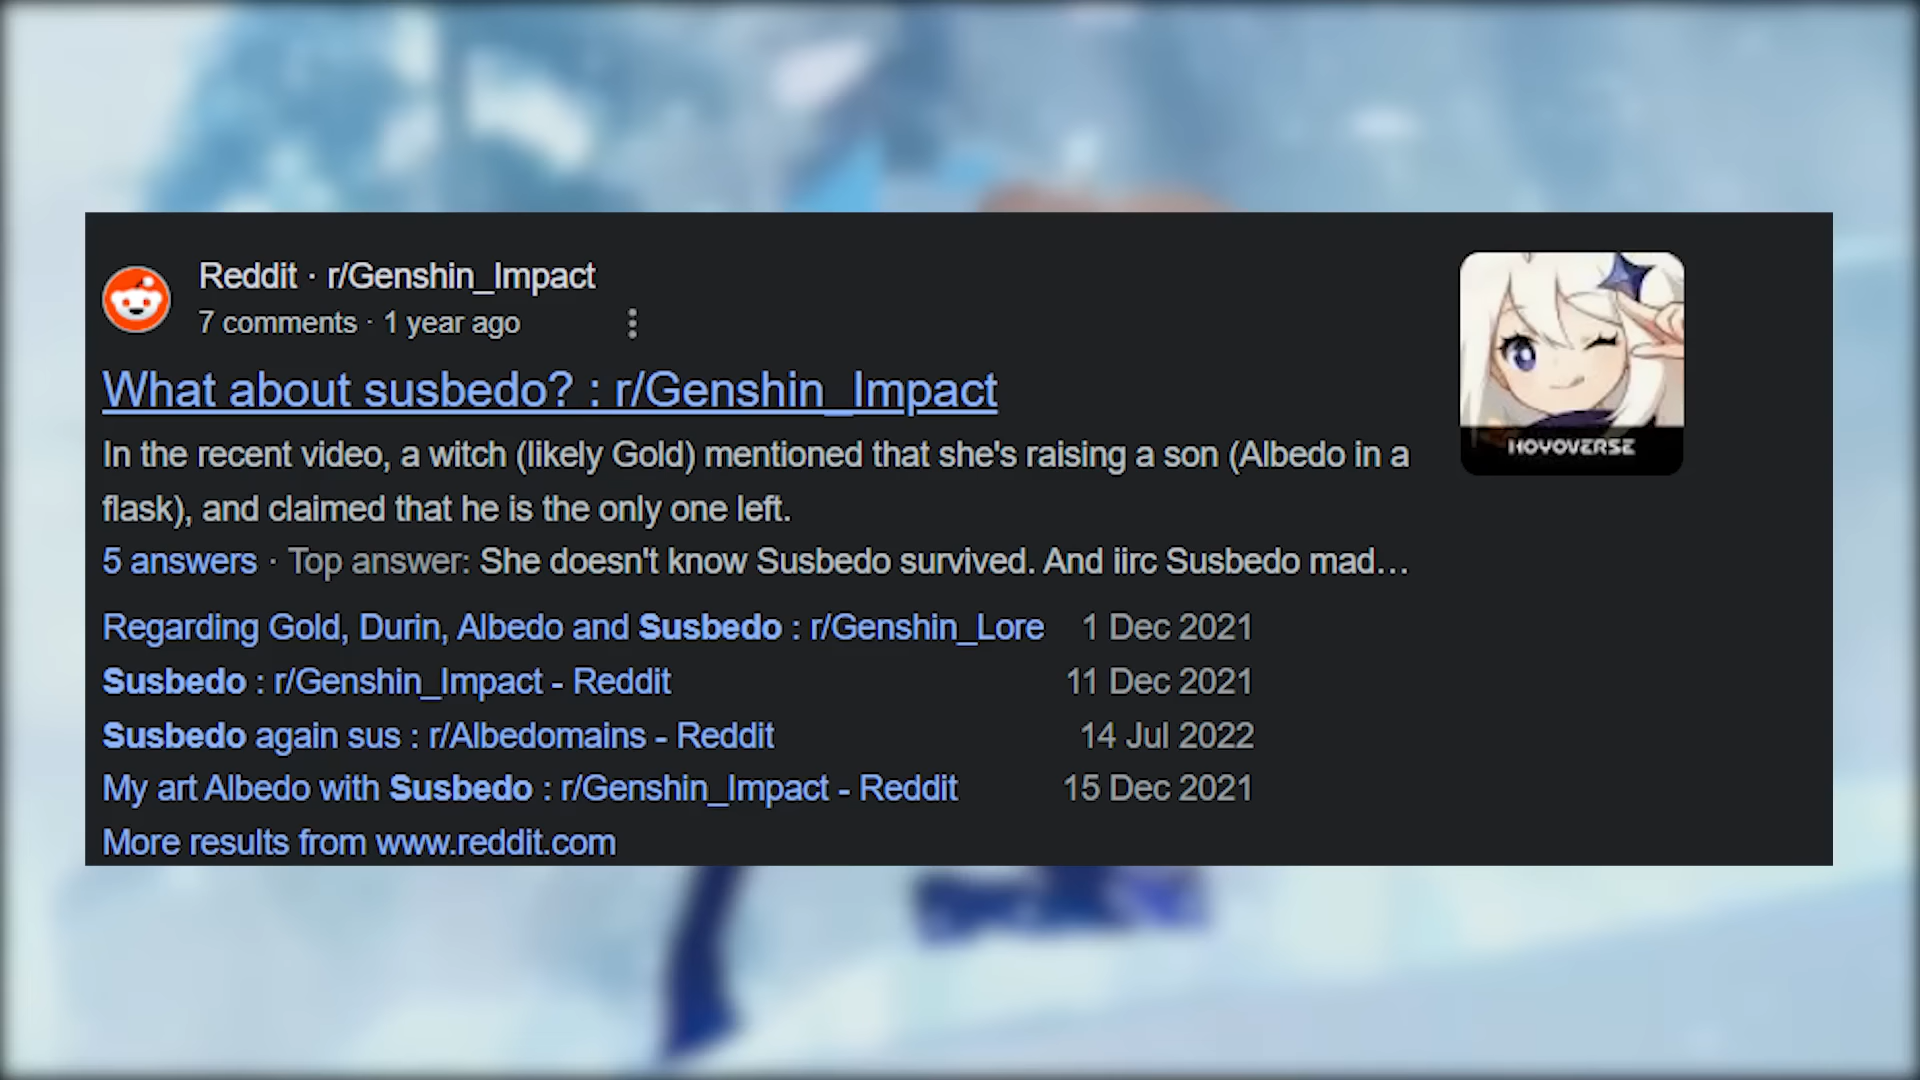 Reddit · r/Genshin_Impact
7 comments · 1 year ago
What about susbedo? : r/Genshin_Impact
In the recent video, a witch (likely Gold) mentioned that she's raising a son (Albedo in a
flask), and claimed that he is the only one left.
5 answers · Top answer: She doesn't know Susbedo survived. And iirc Susbedo mad...
Regarding Gold, Durin, Albedo and Susbedo : r/Genshin_Lore 1 Dec 2021
Susbedo : r/Genshin_Impact - Reddit 11 Dec 2021
Susbedo again sus : r/Albedomains - Reddit 14 Jul 2022
My art Albedo with Susbedo : r/Genshin_Impact - Reddit 15 Dec 2021
More results from www.reddit.com
HOYOVERSE